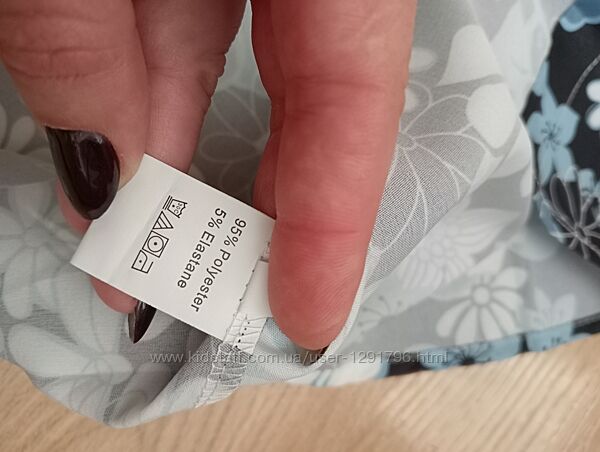 95% Polyester
5% Elastane
www.kidstaff.com.ua/user-1291796.html